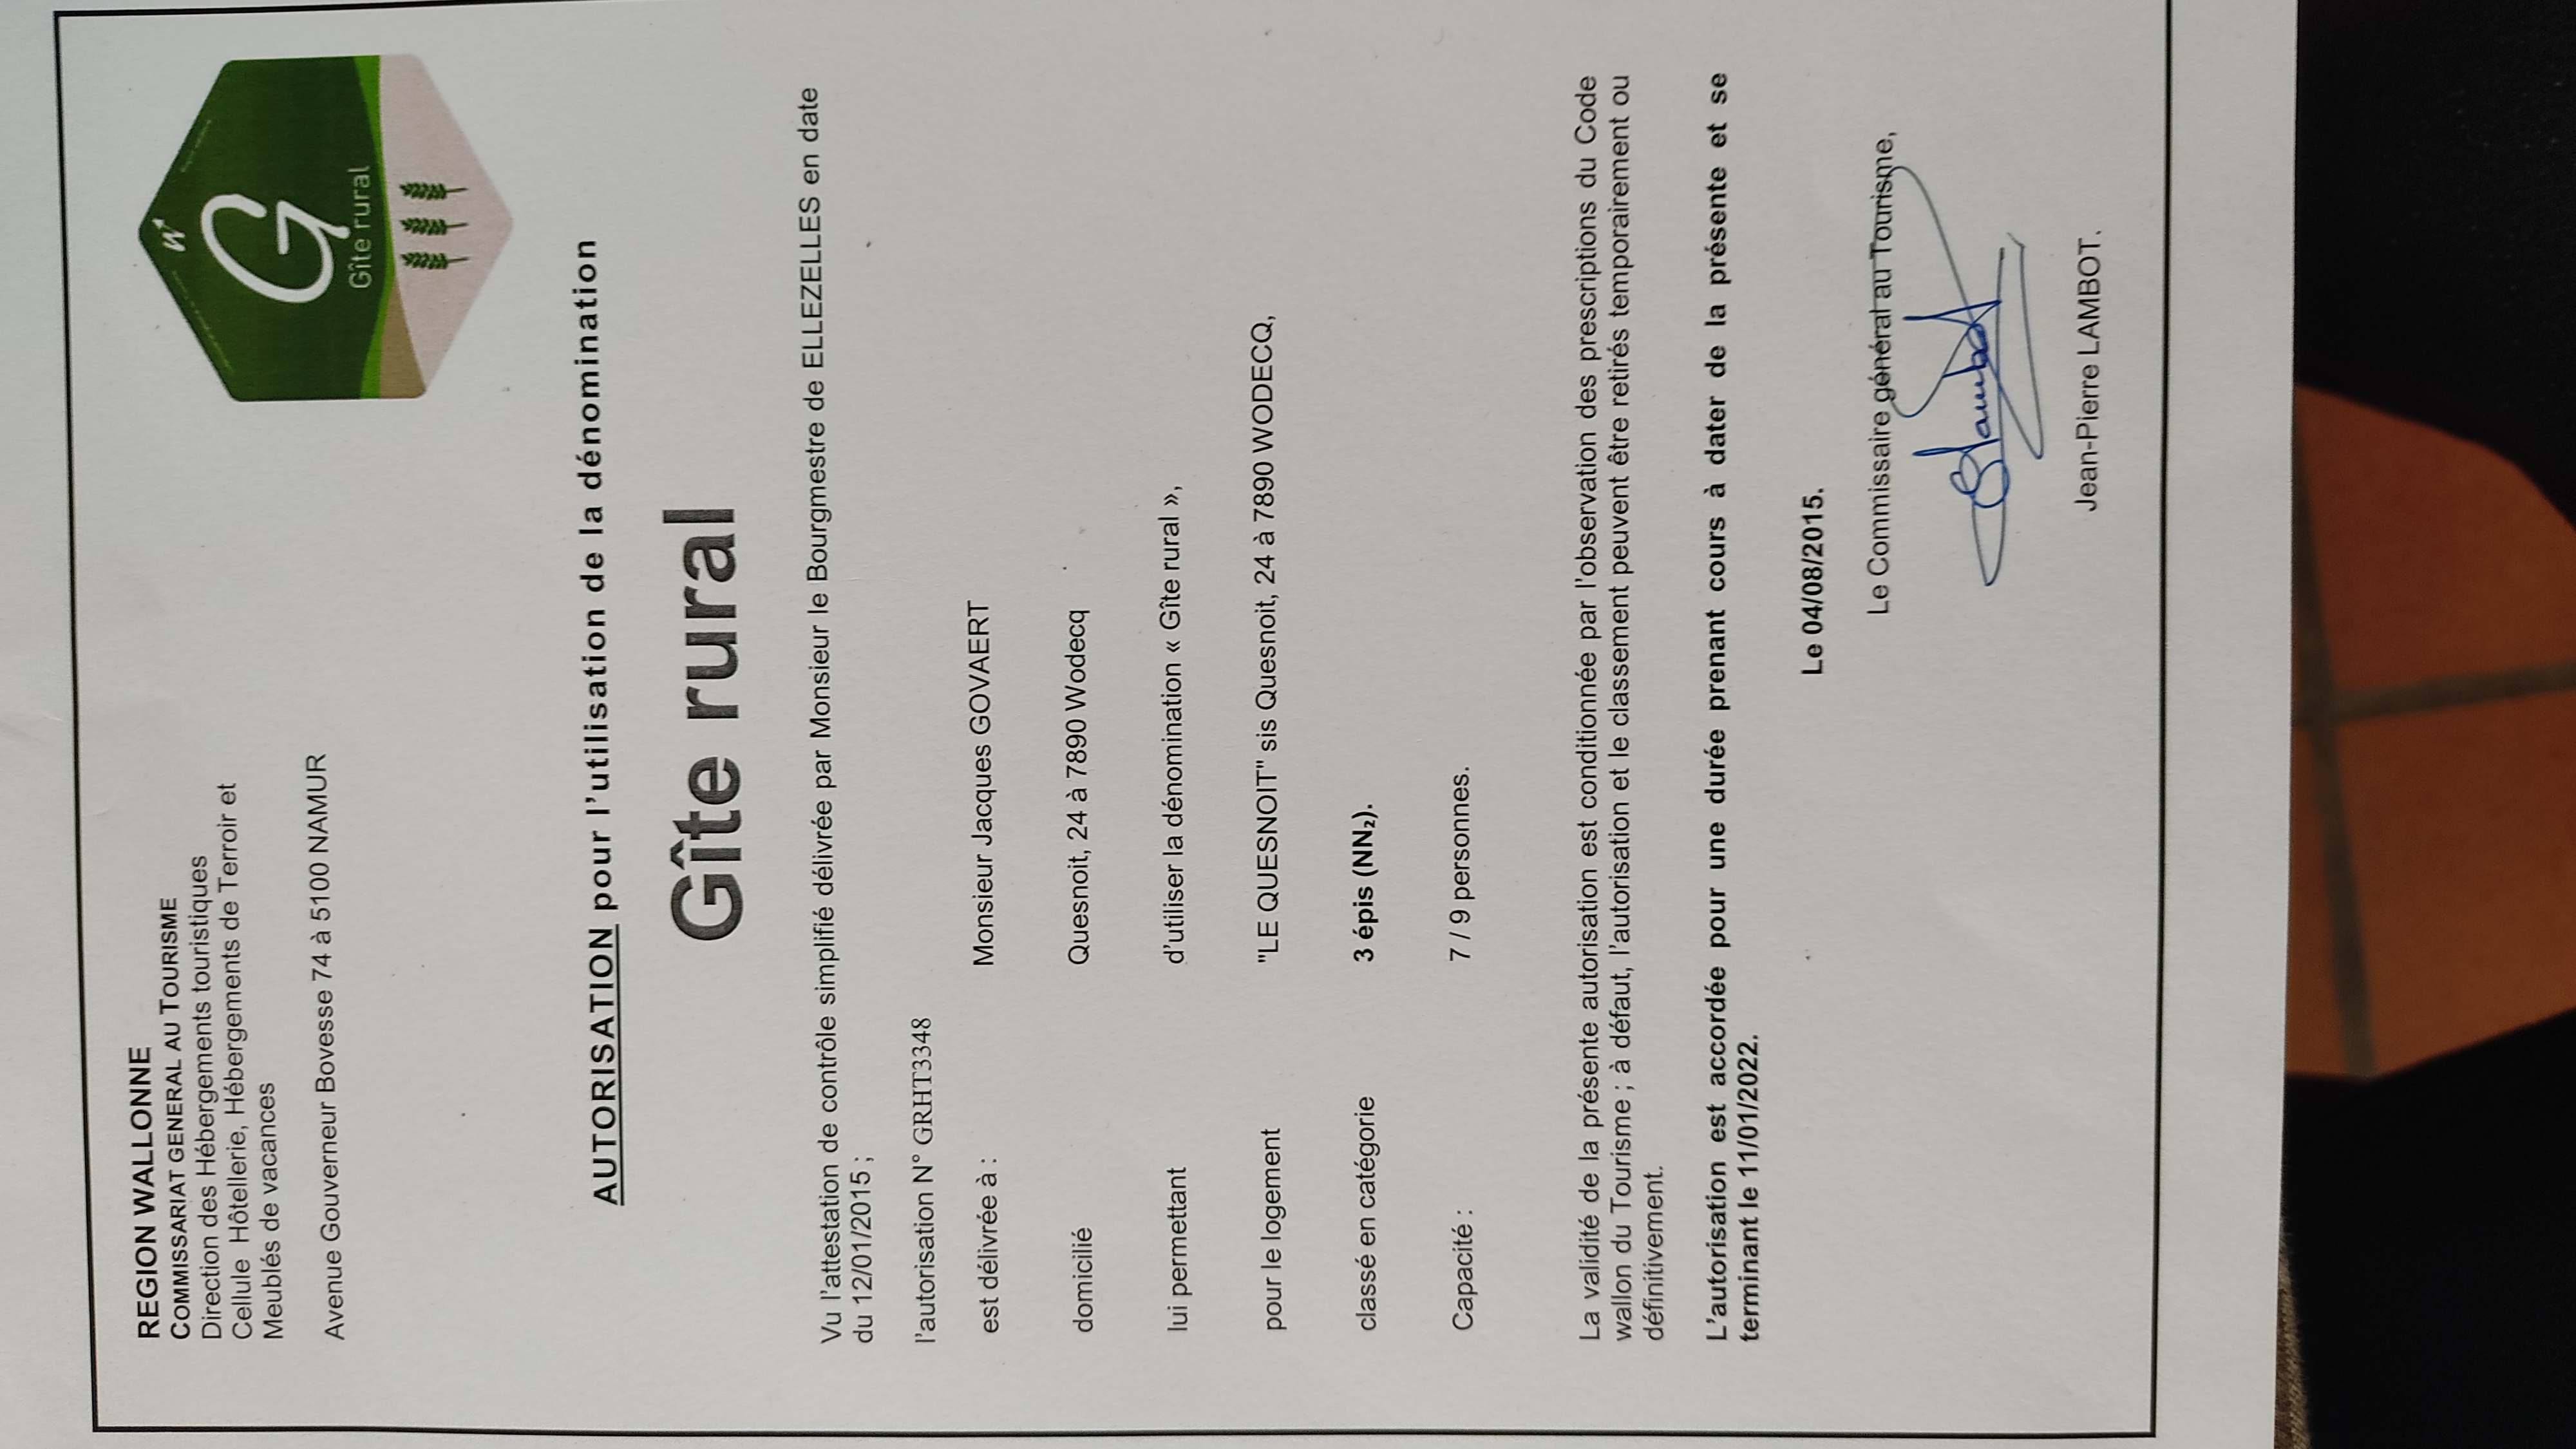 REGION WALLONNE
COMMISSARIAT GENERAL AU TOURISME
Direction des Hébergements touristiques
Cellule Hôtellerie, Hébergements de Terroir et
Meublés de vacances
Avenue Gouverneur Bovesse 74 à 5100 NAMUR
W
G
Gîte rural
AUTORISATION pour l'utilisation de la dénomination
Gîte rural
Vu l'attestation de contrôle simplifié délivrée par Monsieur le Bourgmestre de ELLEZELLES en date
du 12/01/2015 ;
l'autorisation N° GRHT3348
est délivrée à : Monsieur Jacques GOVAERT
domicilié Quesnoit, 24 à 7890 Wodecq
lui permettant d'utiliser la dénomination « Gîte rural »,
pour le logement "LE QUESNOIT" sis Quesnoit, 24 à 7890 WODECQ,
classé en catégorie 3 épis (NN₂).
Capacité : 7 / 9 personnes.
La validité de la présente autorisation est conditionnée par l'observation des prescriptions du Code
wallon du Tourisme ; à défaut, l'autorisation et le classement peuvent être retirés temporairement ou
définitivement.
L'autorisation est accordée pour une durée prenant cours à dater de la présente et se
terminant le 11/01/2022.
Le 04/08/2015.
Le Commissaire général au Tourisme,
Jean-Pierre LAMBOT.